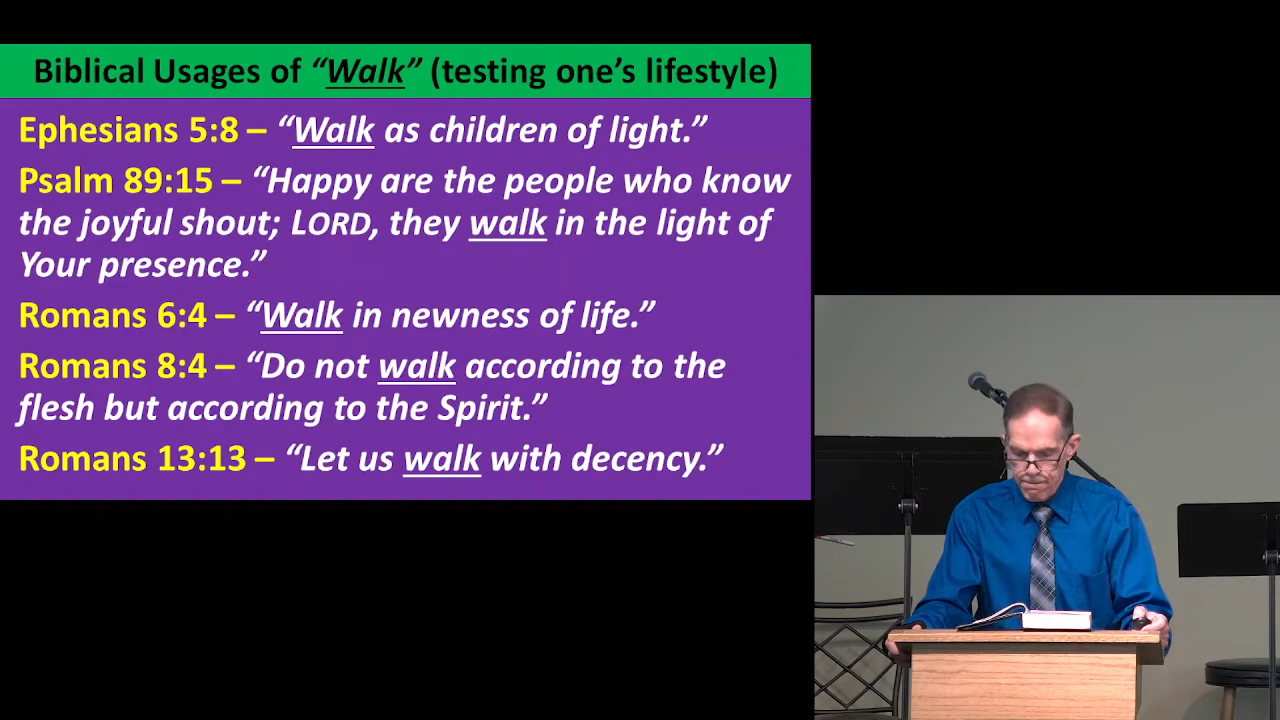 Biblical Usages of “Walk” (testing one’s lifestyle)
Ephesians 5:8 – “Walk as children of light.”
Psalm 89:15 – “Happy are the people who know
the joyful shout; LORD, they walk in the light of
Your presence.”
Romans 6:4 – “Walk in newness of life.”
Romans 8:4 – “Do not walk according to the
flesh but according to the Spirit.”
Romans 13:13 – “Let us walk with decency.”